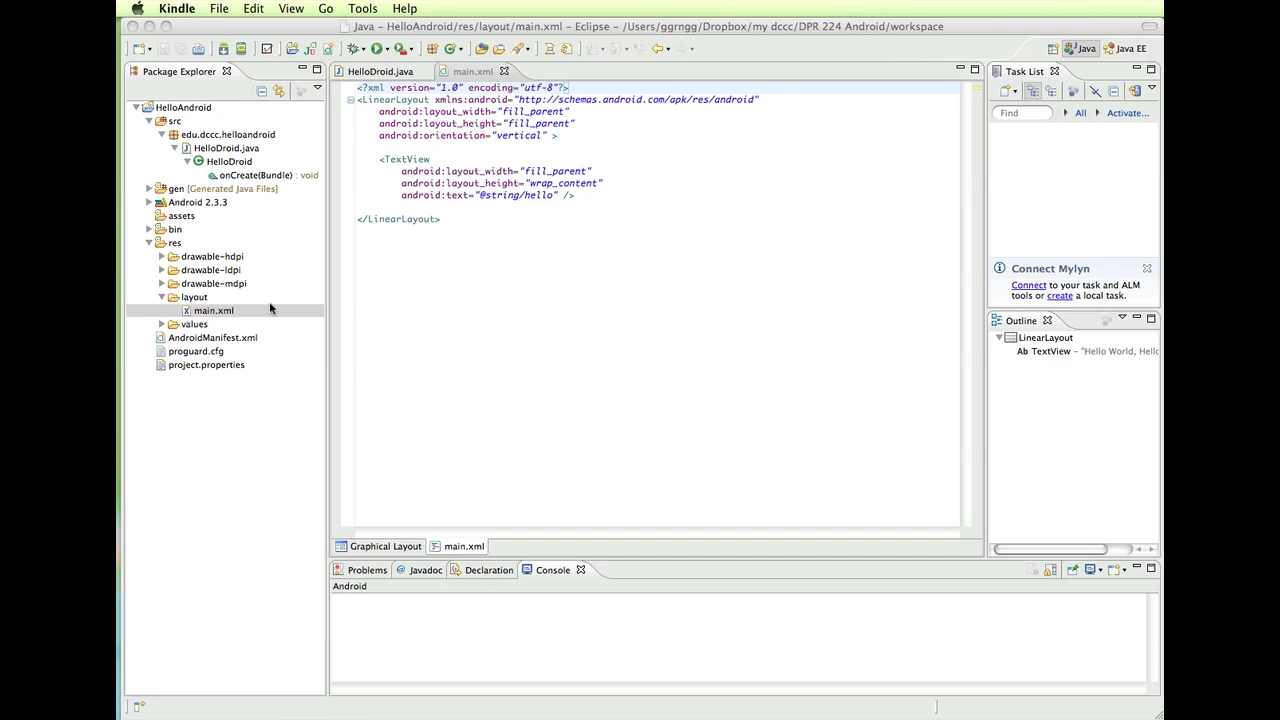 Kindle File Edit View Go Tools Help
Java – HelloAndroid/res/layout/main.xml – Eclipse – /Users/ggrngg/Dropbox/my dccc/DPR 224 Android/workspace
Java Java EE
Package Explorer
HelloAndroid
src
edu.dccc.helloandroid
HelloDroid.java
HelloDroid
onCreate(Bundle) : void
gen [Generated Java Files]
Android 2.3.3
assets
bin
res
drawable-hdpi
drawable-ldpi
drawable-mdpi
layout
main.xml
values
AndroidManifest.xml
proguard.cfg
project.properties
HelloDroid.java main.xml
<?xml version="1.0" encoding="utf-8"?>
<LinearLayout xmlns:android="http://schemas.android.com/apk/res/android"
android:layout_width="fill_parent"
android:layout_height="fill_parent"
android:orientation="vertical" >
<TextView
android:layout_width="fill_parent"
android:layout_height="wrap_content"
android:text="@string/hello" />
</LinearLayout>
Graphical Layout main.xml
Task List
Find All Activate...
Connect Mylyn
Connect to your task and ALM
tools or create a local task.
Outline
LinearLayout
Ab TextView – "Hello World, Hello
Problems Javadoc Declaration Console
Android